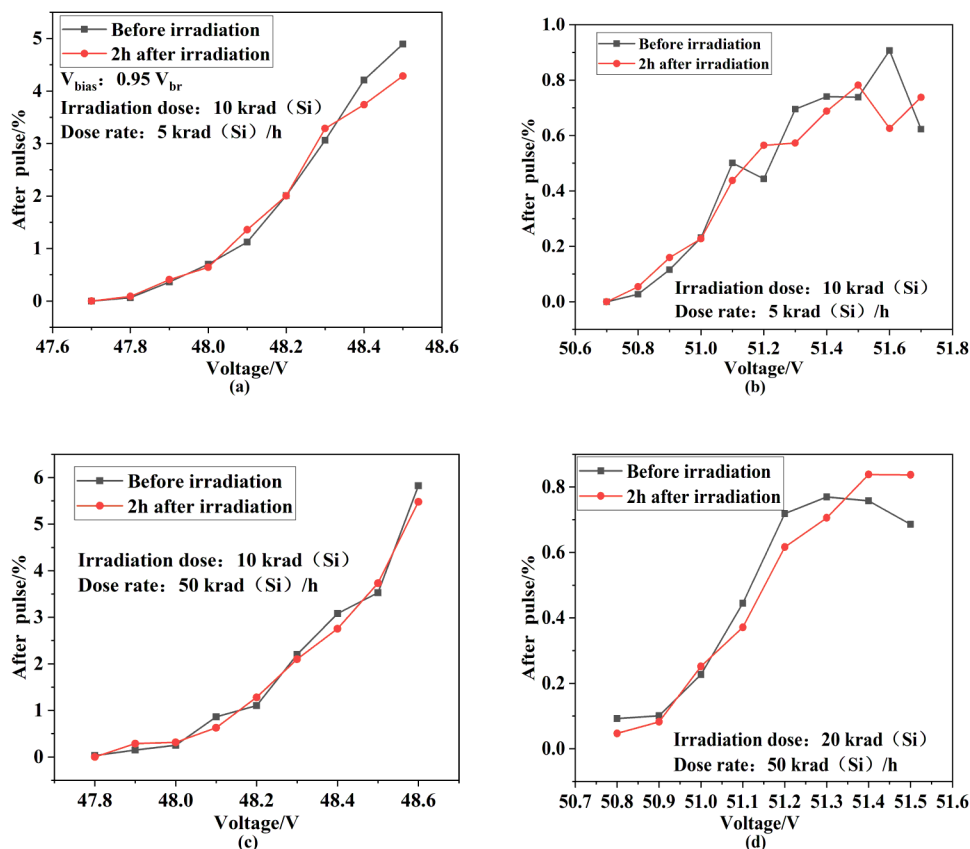 Before irradiation
2h after irradiation
V_bias：0.95 V_br
Irradiation dose：10 krad（Si）
Dose rate：5 krad（Si）/h
After pulse/%
5
4
3
2
1
0
47.6 47.8 48.0 48.2 48.4 48.6
Voltage/V
(a)
Before irradiation
2h after irradiation
After pulse/%
1.0
0.8
0.6
0.4
0.2
0.0
Irradiation dose：10 krad（Si）
Dose rate：5 krad（Si）/h
50.6 50.8 51.0 51.2 51.4 51.6 51.8
Voltage/V
(b)
Before irradiation
2h after irradiation
Irradiation dose：10 krad（Si）
Dose rate：50 krad（Si）/h
After pulse/%
6
5
4
3
2
1
0
47.8 48.0 48.2 48.4 48.6
Voltage/V
(c)
Before irradiation
2h after irradiation
After pulse/%
0.8
0.6
0.4
0.2
0.0
Irradiation dose：20 krad（Si）
Dose rate：50 krad（Si）/h
50.7 50.8 50.9 51.0 51.1 51.2 51.3 51.4 51.5 51.6
Voltage/V
(d)